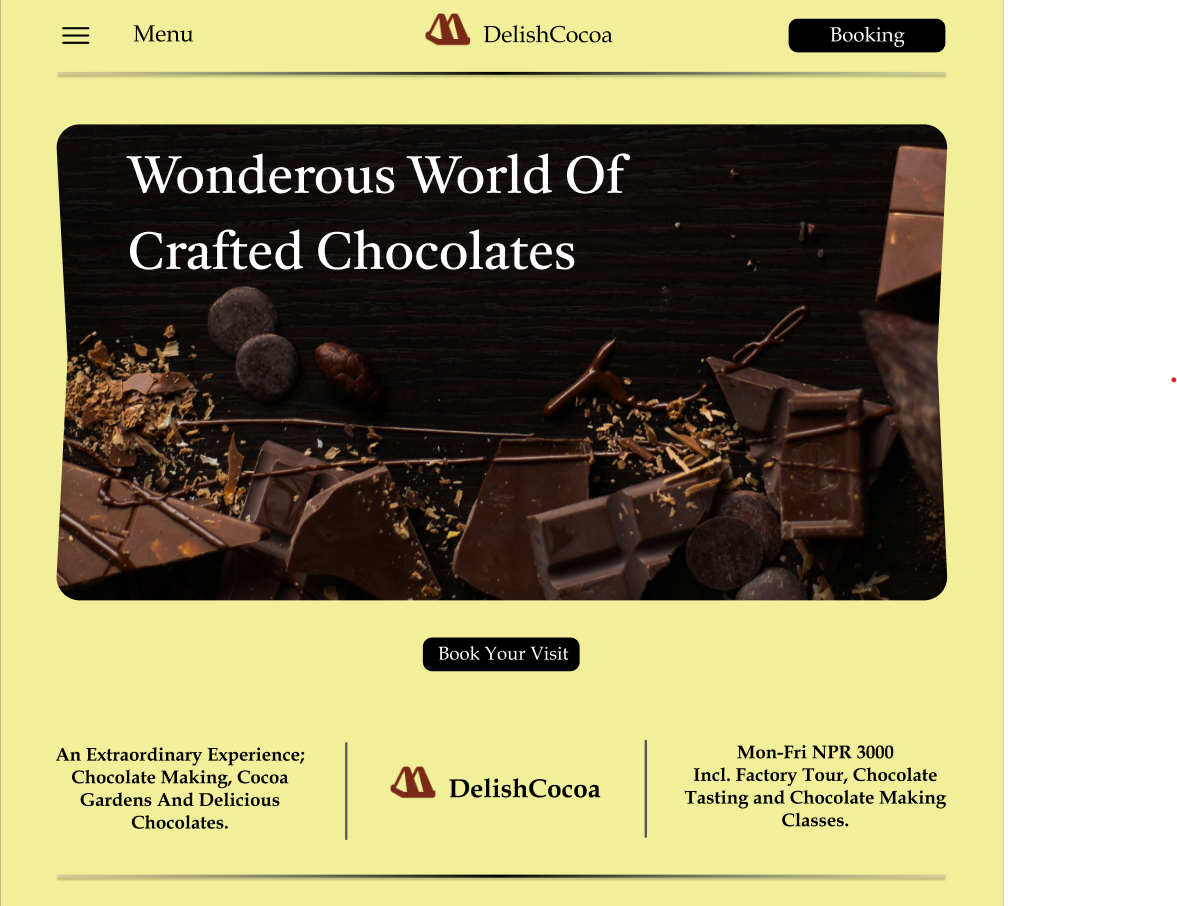 Menu
DelishCocoa
Booking
Wonderous World Of
Crafted Chocolates
Book Your Visit
An Extraordinary Experience;
Chocolate Making, Cocoa
Gardens And Delicious
Chocolates.
DelishCocoa
Mon-Fri NPR 3000
Incl. Factory Tour, Chocolate
Tasting and Chocolate Making
Classes.